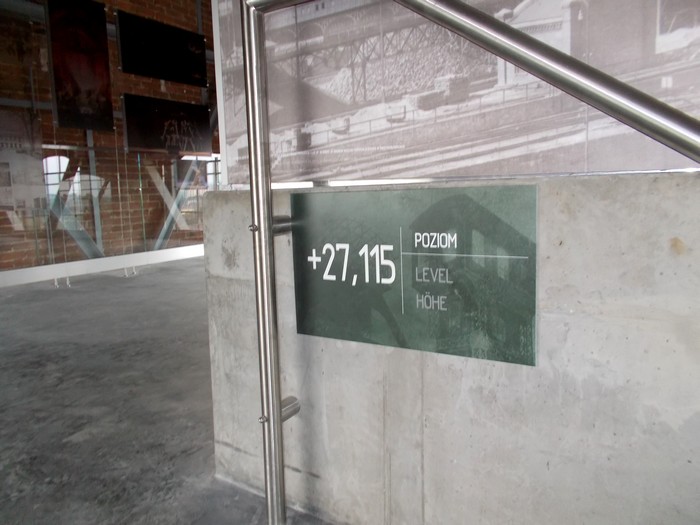 +27,115
POZIOM
LEVEL
HÖHE